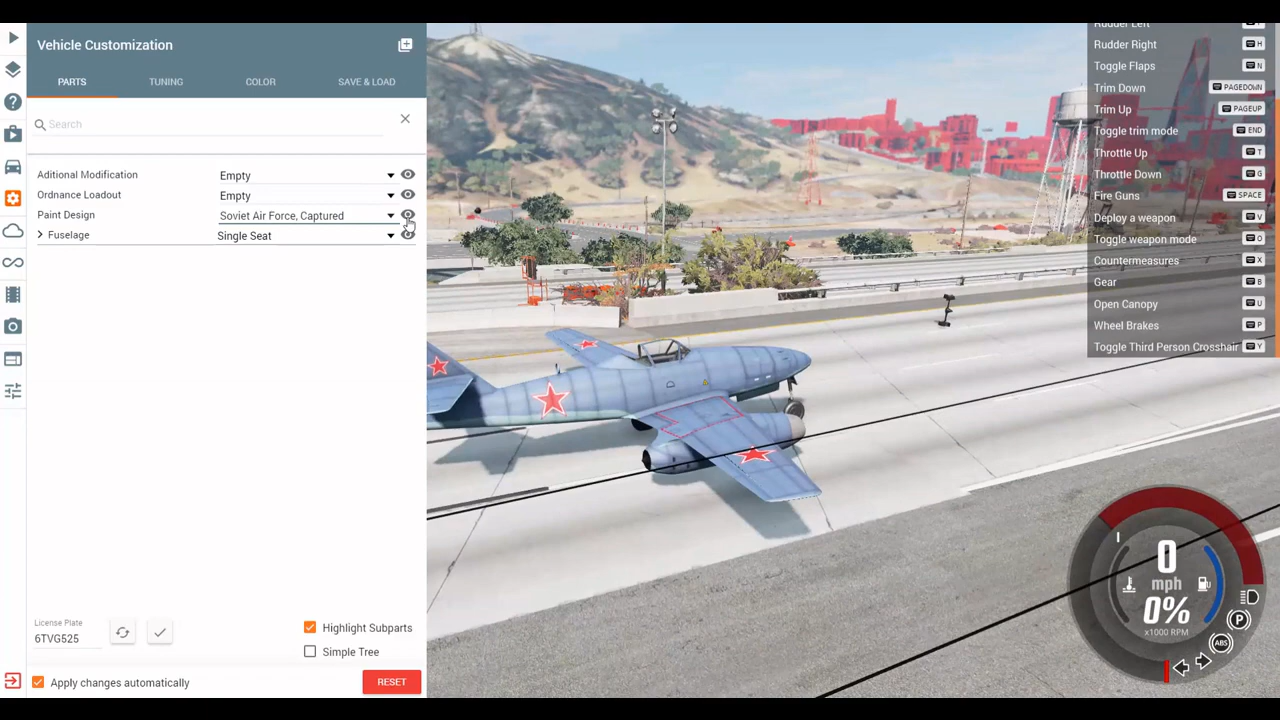 Vehicle Customization
PARTS TUNING COLOR SAVE & LOAD
Search
Aditional Modification Empty
Ordnance Loadout Empty
Paint Design Soviet Air Force, Captured
Fuselage Single Seat
License Plate
6TVG525
Highlight Subparts
Simple Tree
Apply changes automatically RESET
Rudder Left
Rudder Right H
Toggle Flaps N
Trim Down PAGEDOWN
Trim Up PAGEUP
Toggle trim mode END
Throttle Up T
Throttle Down G
Fire Guns SPACE
Deploy a weapon V
Toggle weapon mode O
Countermeasures X
Gear B
Open Canopy U
Wheel Brakes P
Toggle Third Person Crosshair Y
0
mph
0%
x1000 RPM
P
ABS